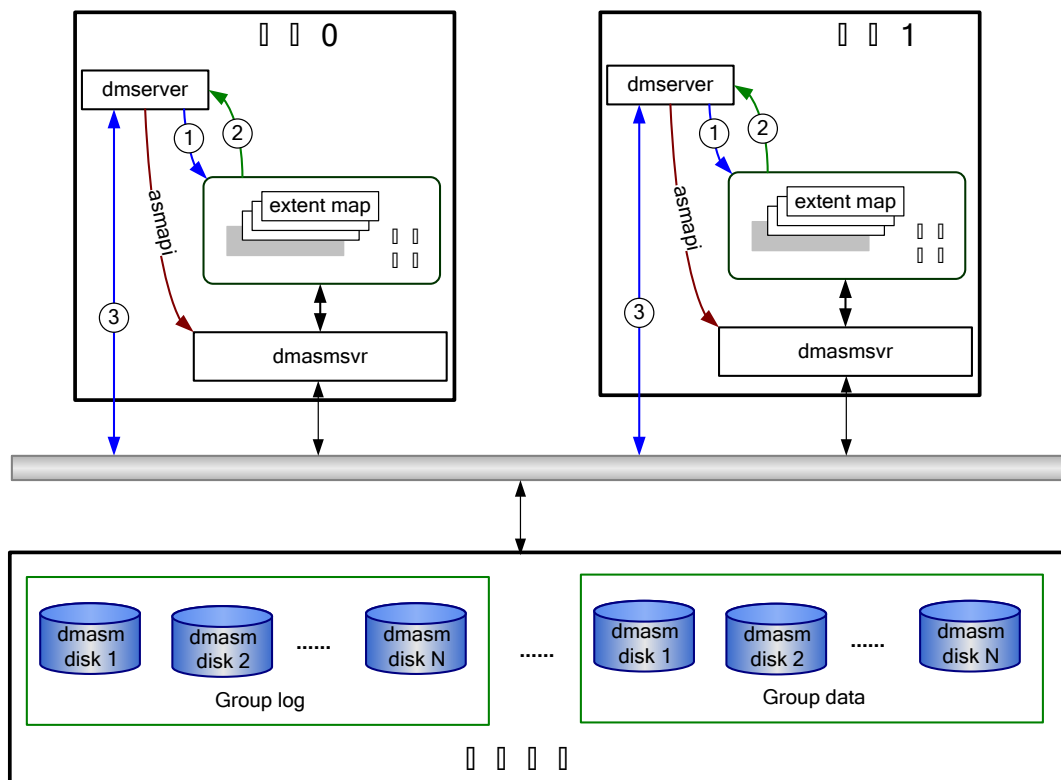 0
1
dmserver
dmserver
1
2
1
2
asmapi
extent map
asmapi
extent map
3
3
dmasmsvr
dmasmsvr
dmasm
disk 1
dmasm
disk 2
......
dmasm
disk N
......
dmasm
disk 1
dmasm
disk 2
......
dmasm
disk N
Group log
Group data